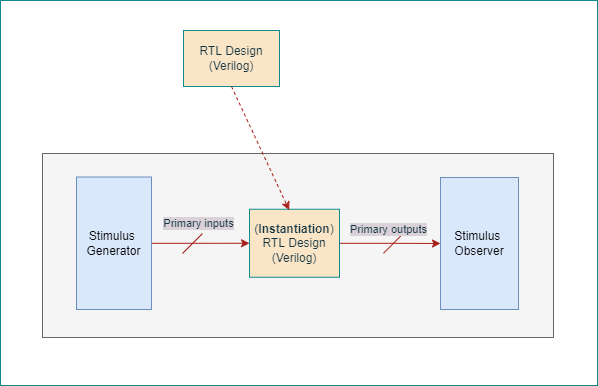 RTL Design
(Verilog)
Stimulus
Generator
Primary inputs
(Instantiation)
RTL Design
(Verilog)
Primary outputs
Stimulus
Observer